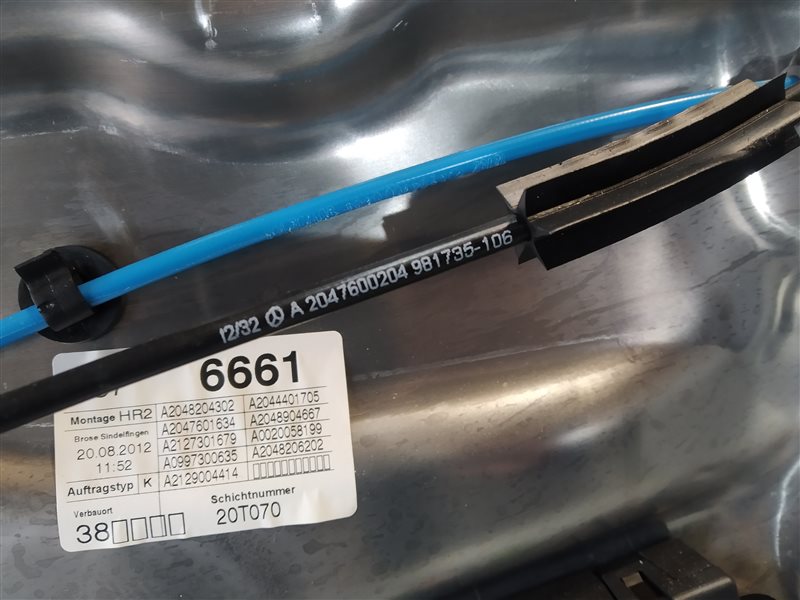 12/32 A 2047600204 981735-106
6661
Montage HR2 A2048204302 A2044401705
Brose Sindelfingen A2047601634 A2048904667
20.08.2012 A2127301679 A0020058199
11:52 A0997300635 A2048206202
Auftragstyp K A2129004414
Verbauort Schichtnummer
38 20T070